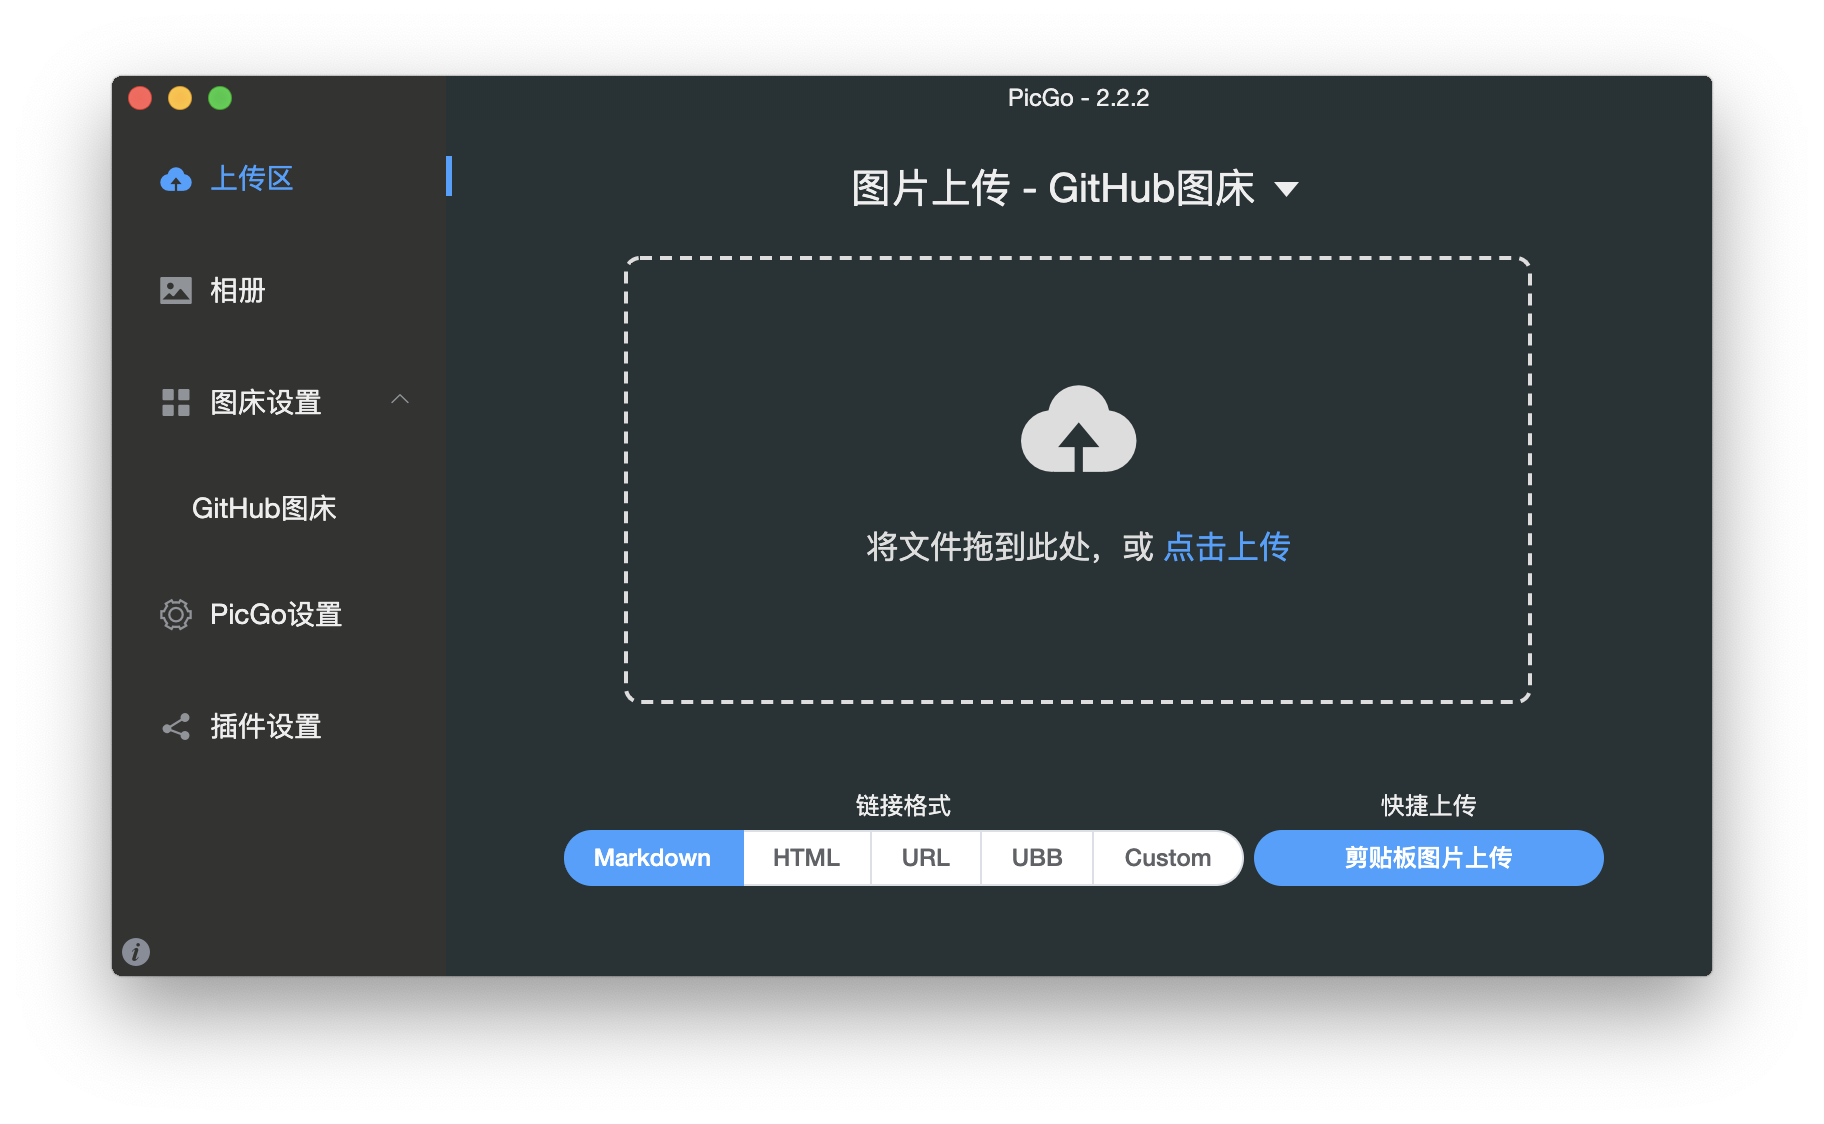 PicGo - 2.2.2
上传区
相册
图床设置
GitHub图床
PicGo设置
插件设置
图片上传 - GitHub图床
将文件拖到此处，或 点击上传
链接格式
Markdown HTML URL UBB Custom
快捷上传
剪贴板图片上传
i